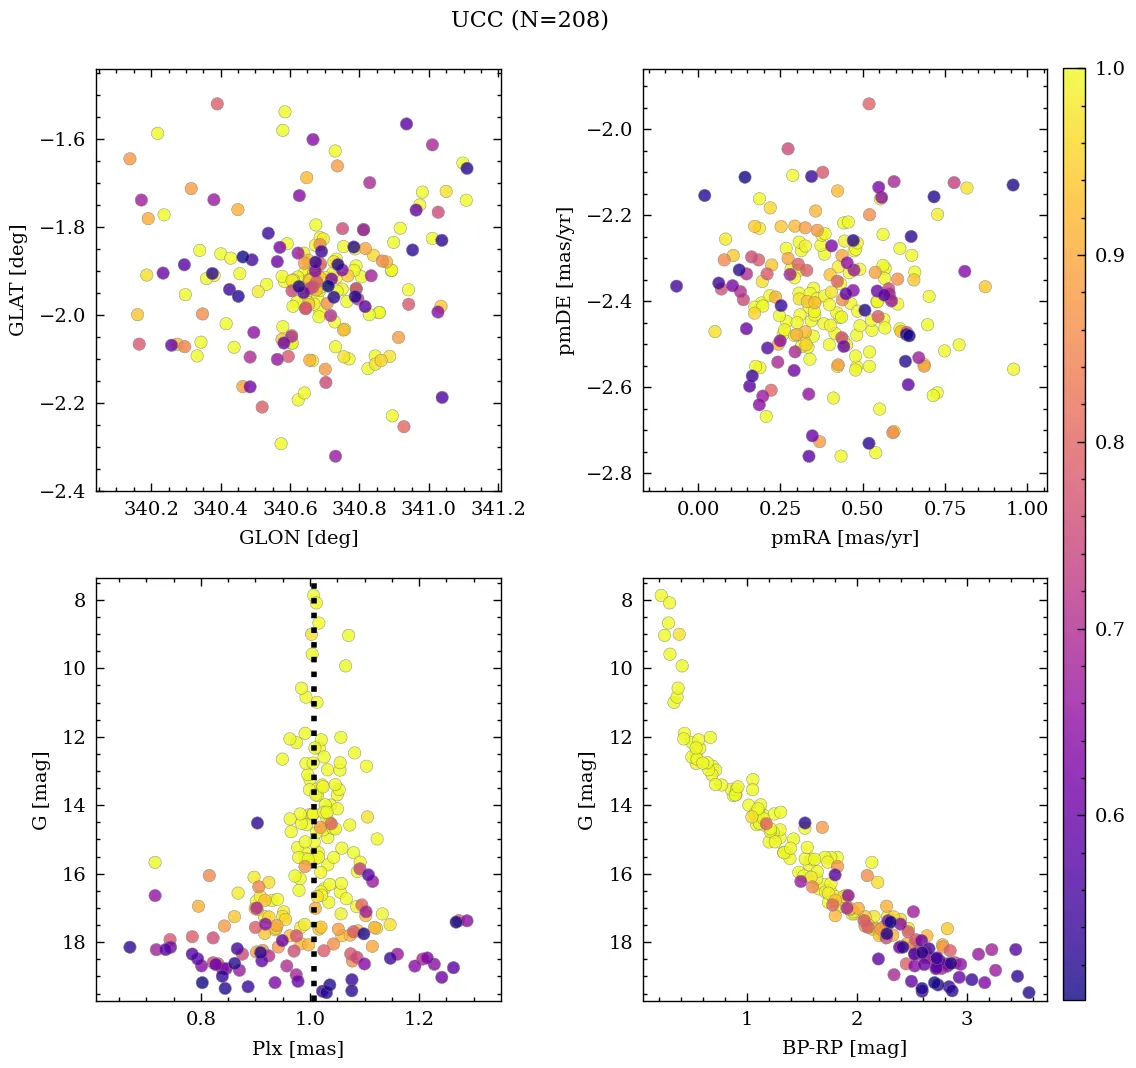 UCC (N=208)
−1.6
−1.8
−2.0
−2.2
−2.4
GLAT [deg]
340.2 340.4 340.6 340.8 341.0 341.2
GLON [deg]
−2.0
−2.2
−2.4
−2.6
−2.8
pmDE [mas/yr]
0.00 0.25 0.50 0.75 1.00
pmRA [mas/yr]
8
10
12
14
16
18
G [mag]
0.8 1.0 1.2
Plx [mas]
8
10
12
14
16
18
G [mag]
1 2 3
BP-RP [mag]
1.0
0.9
0.8
0.7
0.6